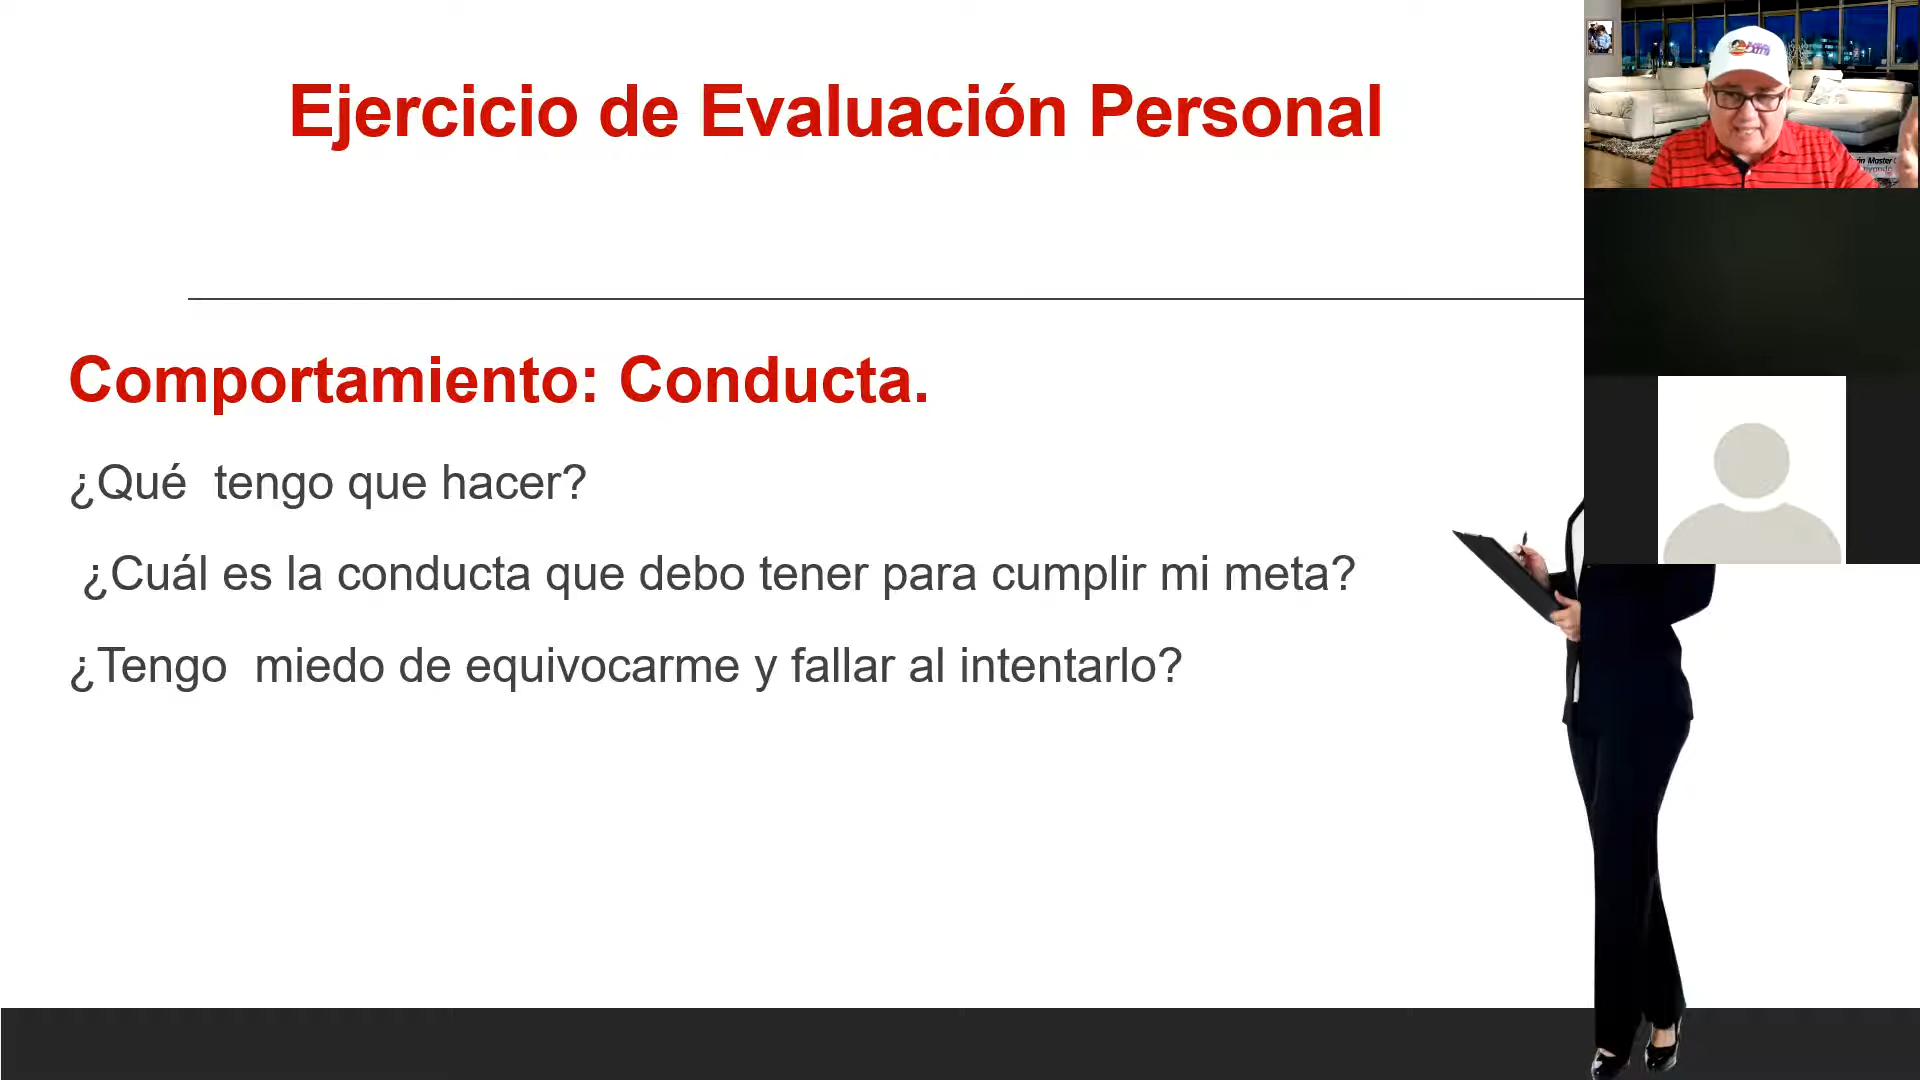 Ejercicio de Evaluación Personal
Comportamiento: Conducta.
¿Qué  tengo que hacer?
¿Cuál es la conducta que debo tener para cumplir mi meta?
¿Tengo  miedo de equivocarme y fallar al intentarlo?
Master